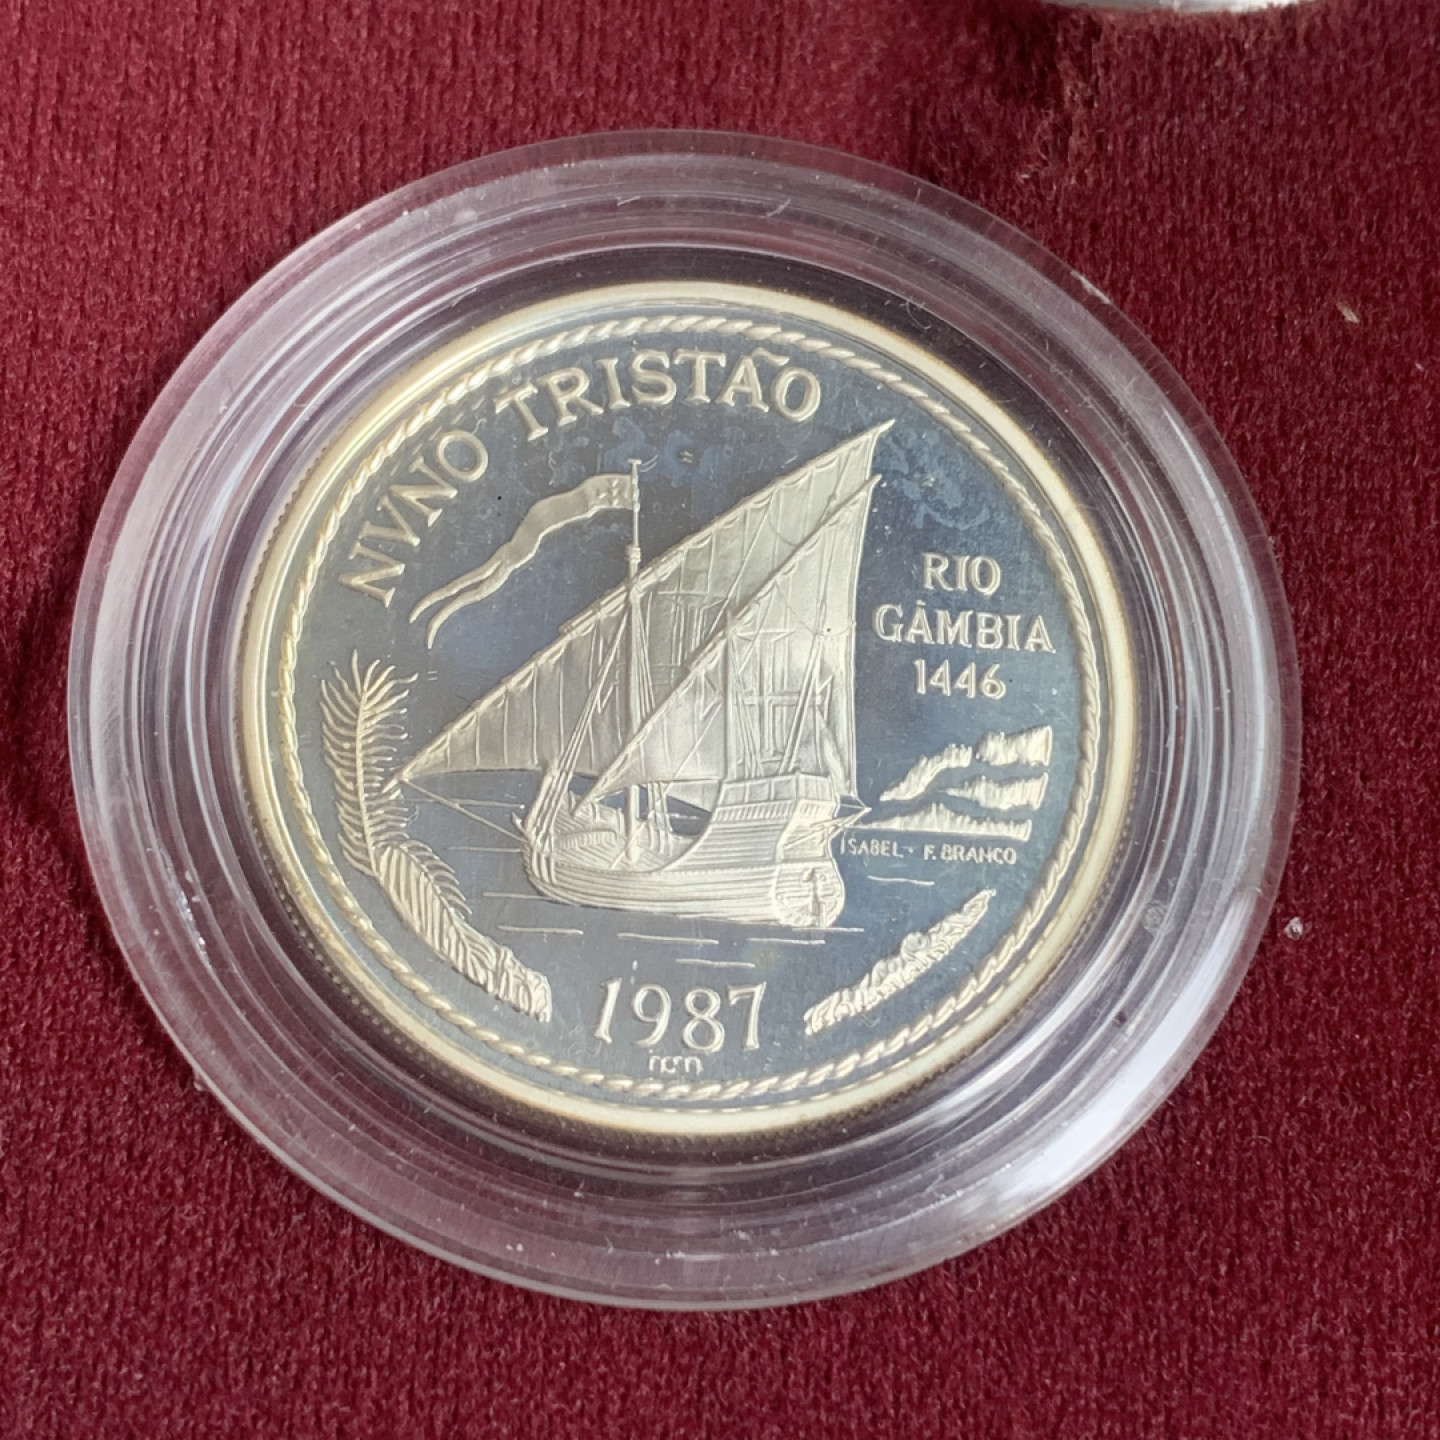 NVNO TRISTÃO
RIO
GÂMBIA
1446
ISABEL - F. BRANCO
1987
incm